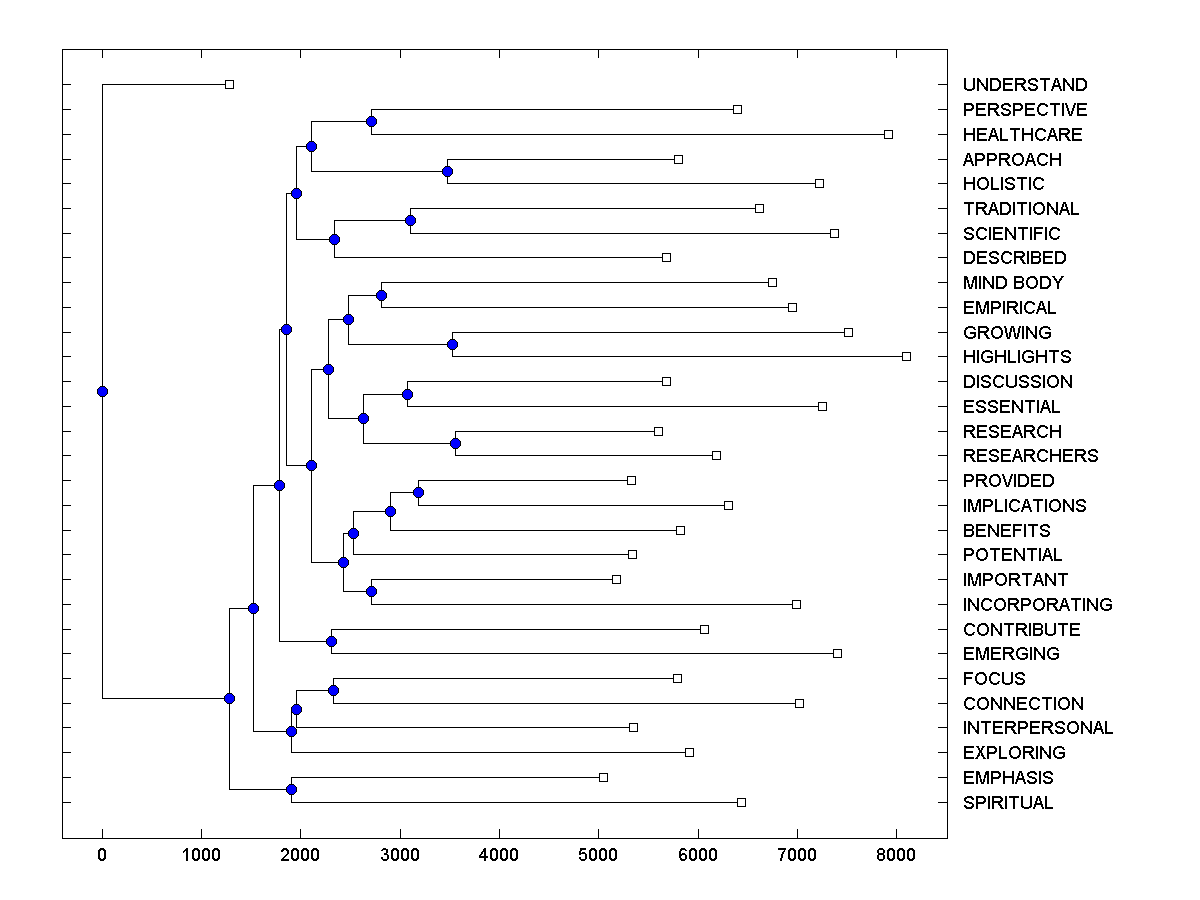 UNDERSTAND
PERSPECTIVE
HEALTHCARE
APPROACH
HOLISTIC
TRADITIONAL
SCIENTIFIC
DESCRIBED
MIND BODY
EMPIRICAL
GROWING
HIGHLIGHTS
DISCUSSION
ESSENTIAL
RESEARCH
RESEARCHERS
PROVIDED
IMPLICATIONS
BENEFITS
POTENTIAL
IMPORTANT
INCORPORATING
CONTRIBUTE
EMERGING
FOCUS
CONNECTION
INTERPERSONAL
EXPLORING
EMPHASIS
SPIRITUAL
0 1000 2000 3000 4000 5000 6000 7000 8000